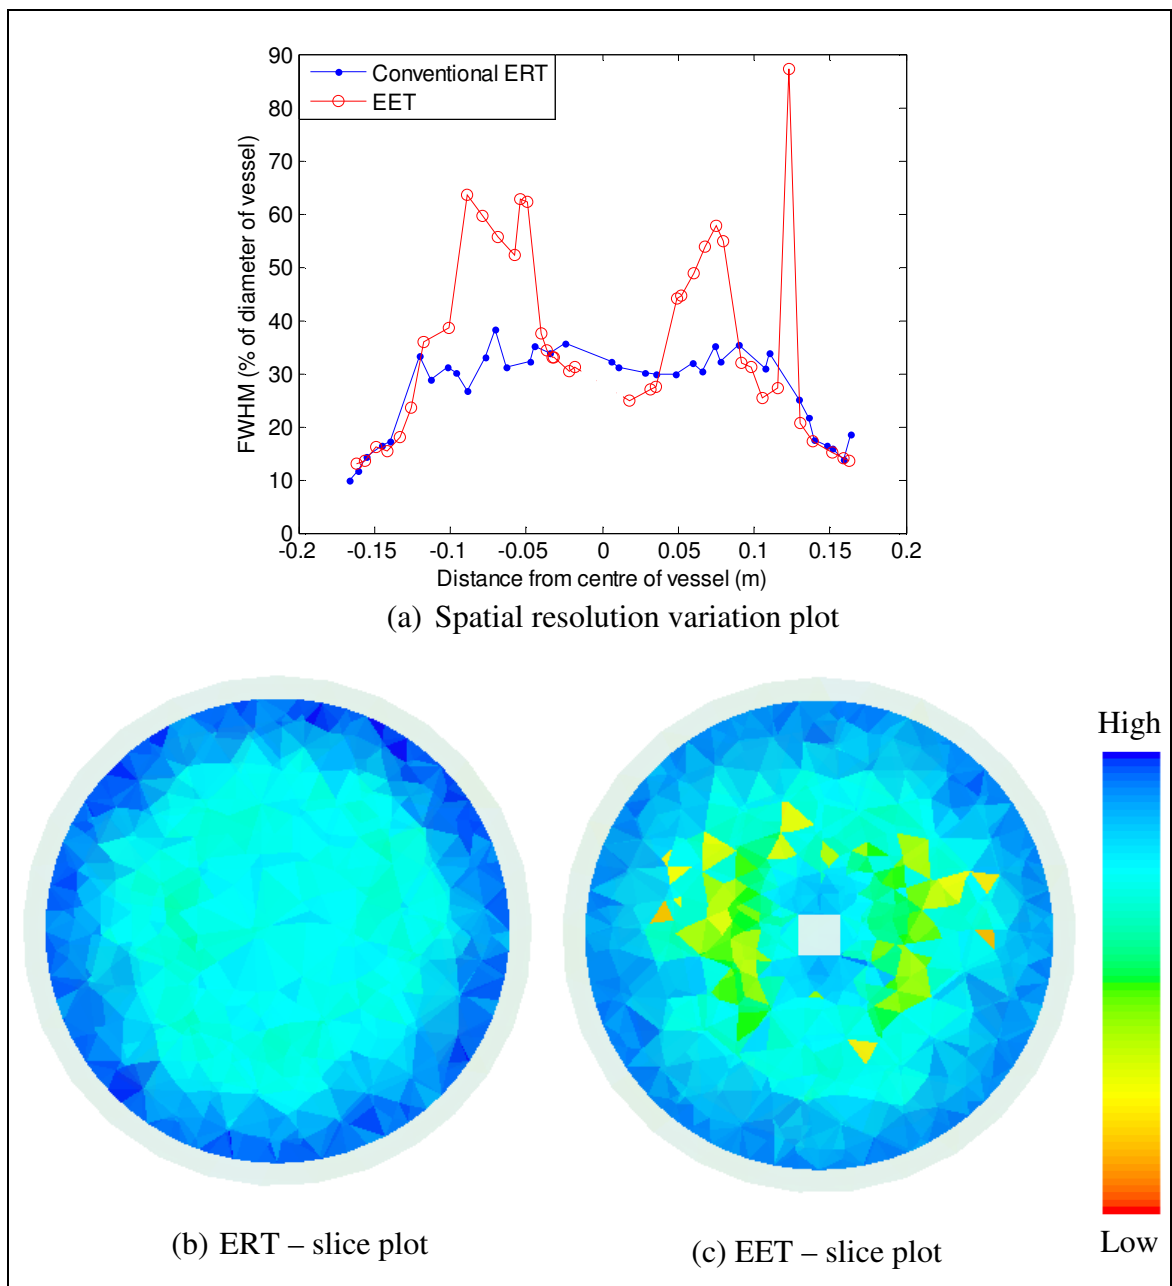 90
80
70
60
50
40
30
20
10
0
FWHM (% of diameter of vessel)
Conventional ERT
EET
-0.2 -0.15 -0.1 -0.05 0 0.05 0.1 0.15 0.2
Distance from centre of vessel (m)
(a) Spatial resolution variation plot
High
Low
(b) ERT – slice plot
(c) EET – slice plot